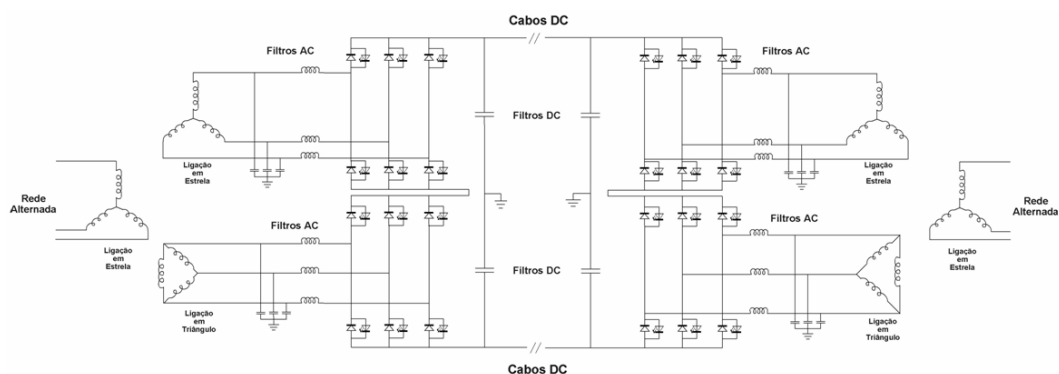 Cabos DC
Filtros AC
Filtros AC
Filtros DC
Ligação
em
Estrela
Ligação
em
Estrela
Rede
Alternada
Rede
Alternada
Filtros AC
Filtros AC
Ligação
em
Estrela
Ligação
em
Estrela
Filtros DC
Ligação
em
Triângulo
Ligação
em
Triângulo
Cabos DC